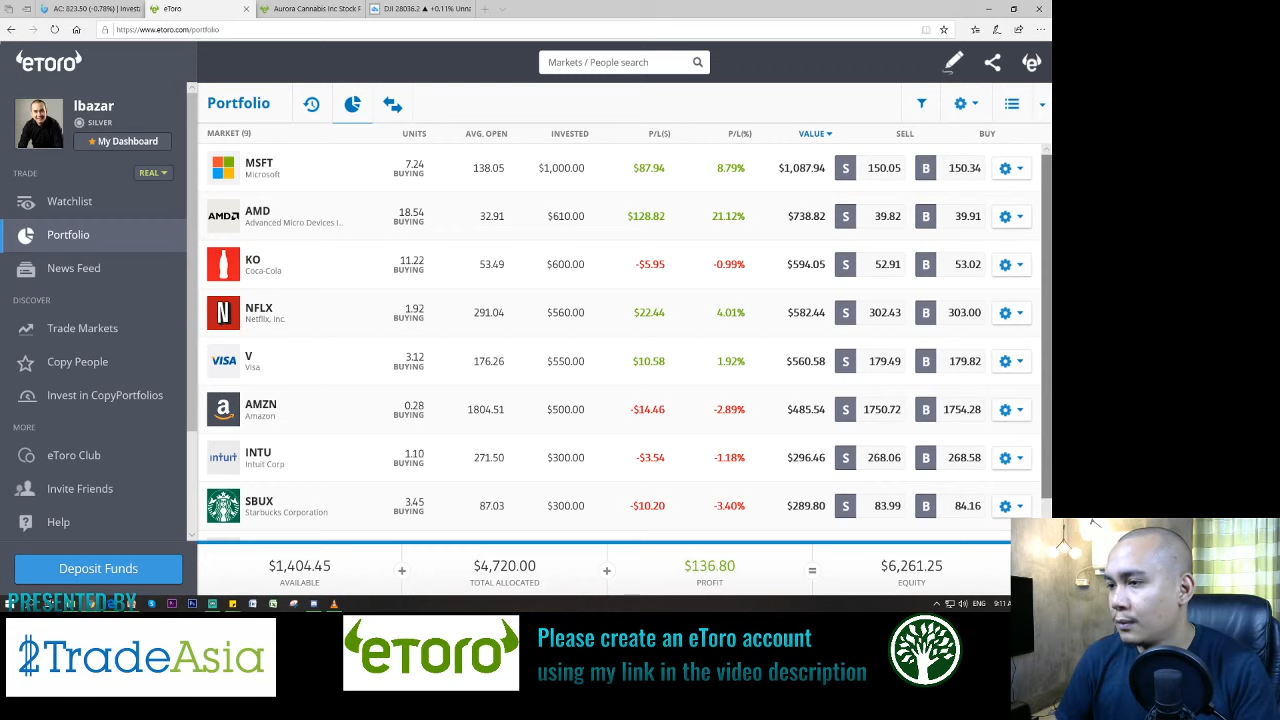 AC: 823.50 (-0.78%) | Invest
eToro
Aurora Cannabis Inc Stock P
DJI 28036.2 ▲ +0.11% Unna
https://www.etoro.com/portfolio
eToro
Markets / People search
lbazar
SILVER
★ My Dashboard
TRADE
REAL
Watchlist
Portfolio
News Feed
DISCOVER
Trade Markets
Copy People
Invest in CopyPortfolios
MORE
eToro Club
Invite Friends
Help
Deposit Funds
Portfolio
MARKET (9) UNITS AVG. OPEN INVESTED P/L($) P/L(%) VALUE SELL BUY
MSFT 7.24 138.05 $1,000.00 $87.94 8.79% $1,087.94 S 150.05 B 150.34
Microsoft BUYING
AMD 18.54 32.91 $610.00 $128.82 21.12% $738.82 S 39.82 B 39.91
Advanced Micro Devices I... BUYING
KO 11.22 53.49 $600.00 -$5.95 -0.99% $594.05 S 52.91 B 53.02
Coca-Cola BUYING
NFLX 1.92 291.04 $560.00 $22.44 4.01% $582.44 S 302.43 B 303.00
Netflix, Inc. BUYING
VISA V 3.12 176.26 $550.00 $10.58 1.92% $560.58 S 179.49 B 179.82
Visa BUYING
AMZN 0.28 1804.51 $500.00 -$14.46 -2.89% $485.54 S 1750.72 B 1754.28
Amazon BUYING
intuit INTU 1.10 271.50 $300.00 -$3.54 -1.18% $296.46 S 268.06 B 268.58
Intuit Corp BUYING
SBUX 3.45 87.03 $300.00 -$10.20 -3.40% $289.80 S 83.99 B 84.16
Starbucks Corporation BUYING
$1,404.45 + $4,720.00 + $136.80 = $6,261.25
AVAILABLE TOTAL ALLOCATED PROFIT EQUITY
ENG 9:11
PRESENTED BY
2TradeAsia
eToro
Please create an eToro account
using my link in the video description